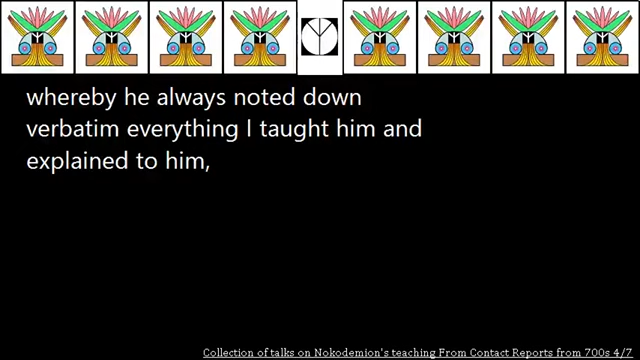 whereby he always noted down
verbatim everything I taught him and
explained to him,
Collection of talks on Nokodemion's teaching From Contact Reports from 700s 4/7